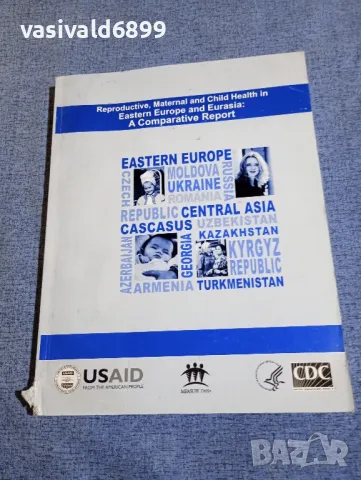 vasivald6899
Reproductive, Maternal and Child Health in
Eastern Europe and Eurasia:
A Comparative Report
EASTERN EUROPE
CZECH
MOLDOVA
UKRAINE
ROMANIA
RUSSIA
REPUBLIC CENTRAL ASIA
CASCASUS UZBEKISTAN
AZERBAIJAN
GEORGIA
KAZAKHSTAN
KYRGYZ
REPUBLIC
ARMENIA TURKMENISTAN
USAID
FROM THE AMERICAN PEOPLE
CDC
BAZAR
bg